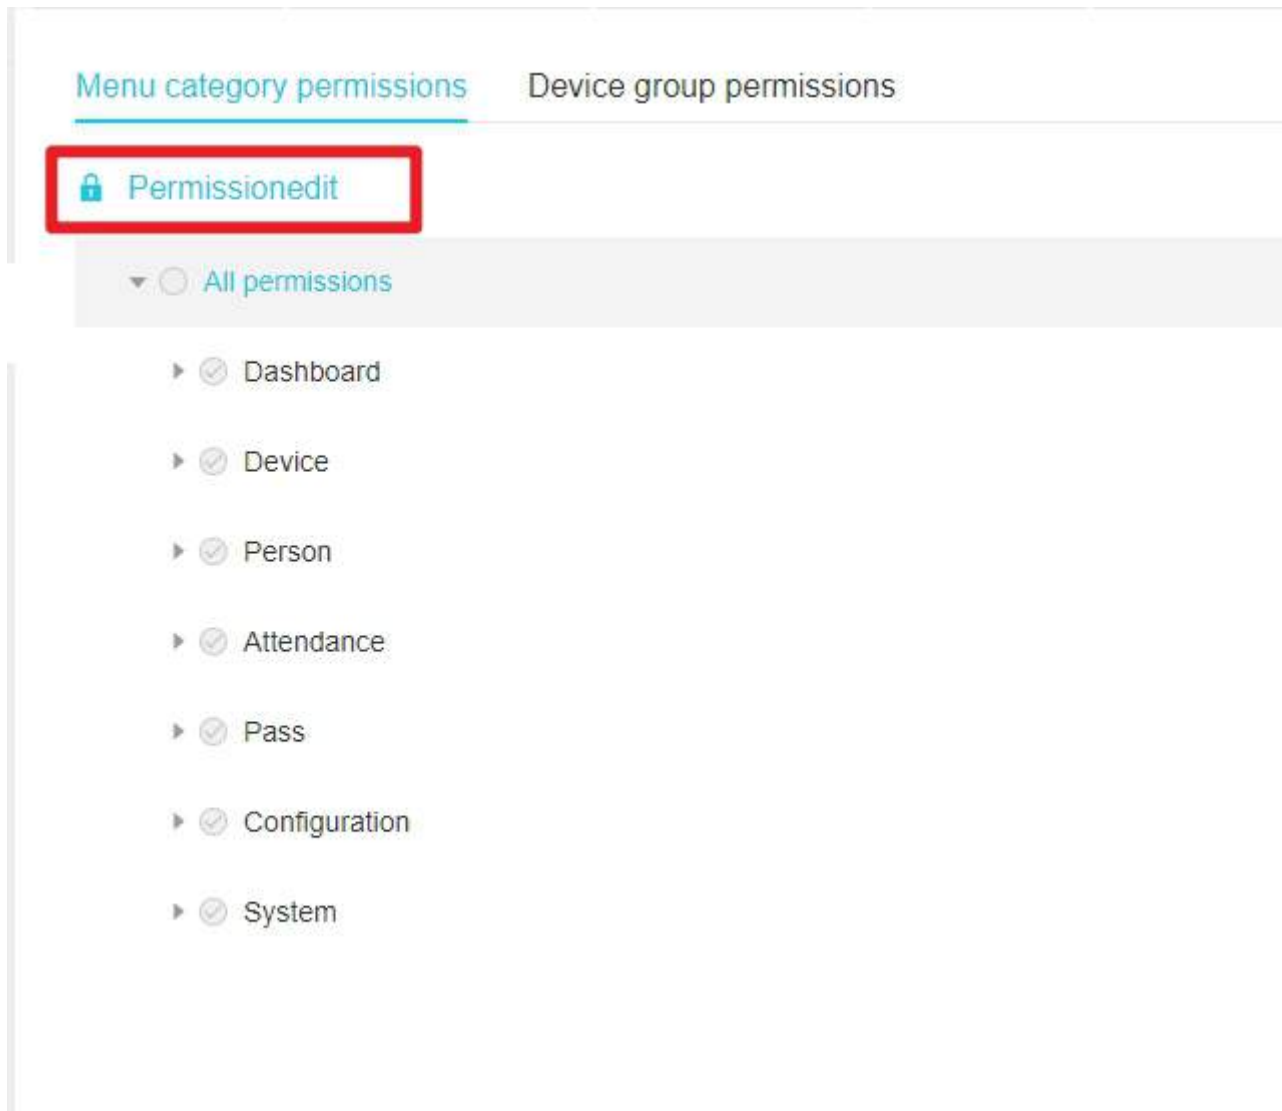 Menu category permissions Device group permissions
Permissionedit
All permissions
Dashboard
Device
Person
Attendance
Pass
Configuration
System